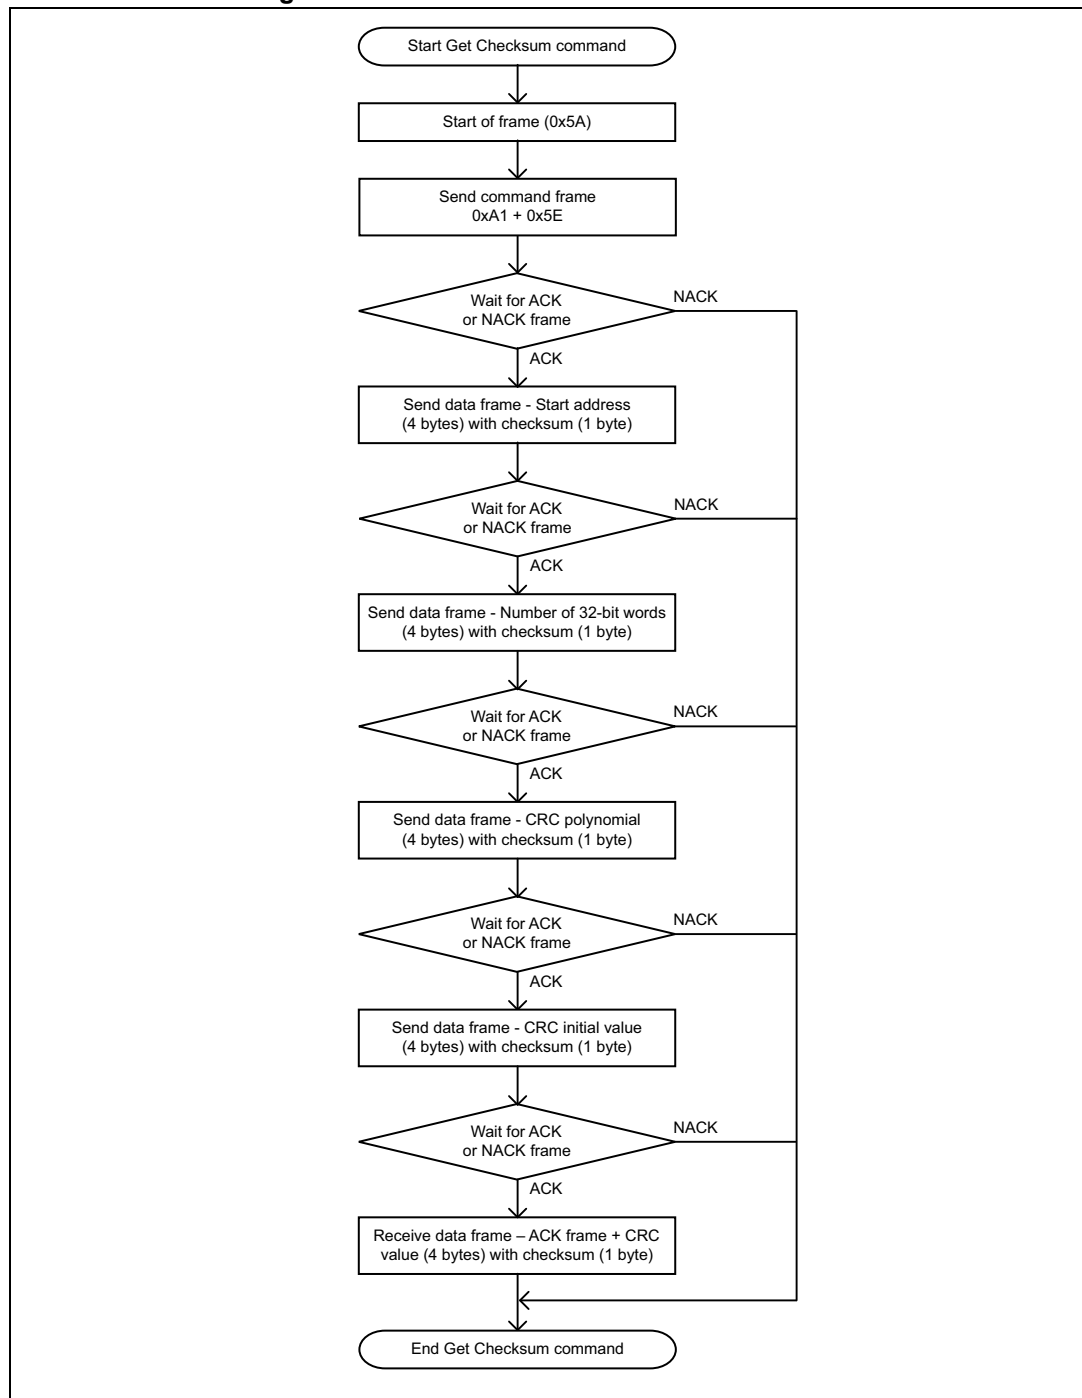 Start Get Checksum command
Start of frame (0x5A)
Send command frame
0xA1 + 0x5E
Wait for ACK
or NACK frame
NACK
ACK
Send data frame - Start address
(4 bytes) with checksum (1 byte)
Wait for ACK
or NACK frame
NACK
ACK
Send data frame - Number of 32-bit words
(4 bytes) with checksum (1 byte)
Wait for ACK
or NACK frame
NACK
ACK
Send data frame - CRC polynomial
(4 bytes) with checksum (1 byte)
Wait for ACK
or NACK frame
NACK
ACK
Send data frame - CRC initial value
(4 bytes) with checksum (1 byte)
Wait for ACK
or NACK frame
NACK
ACK
Receive data frame – ACK frame + CRC
value (4 bytes) with checksum (1 byte)
End Get Checksum command